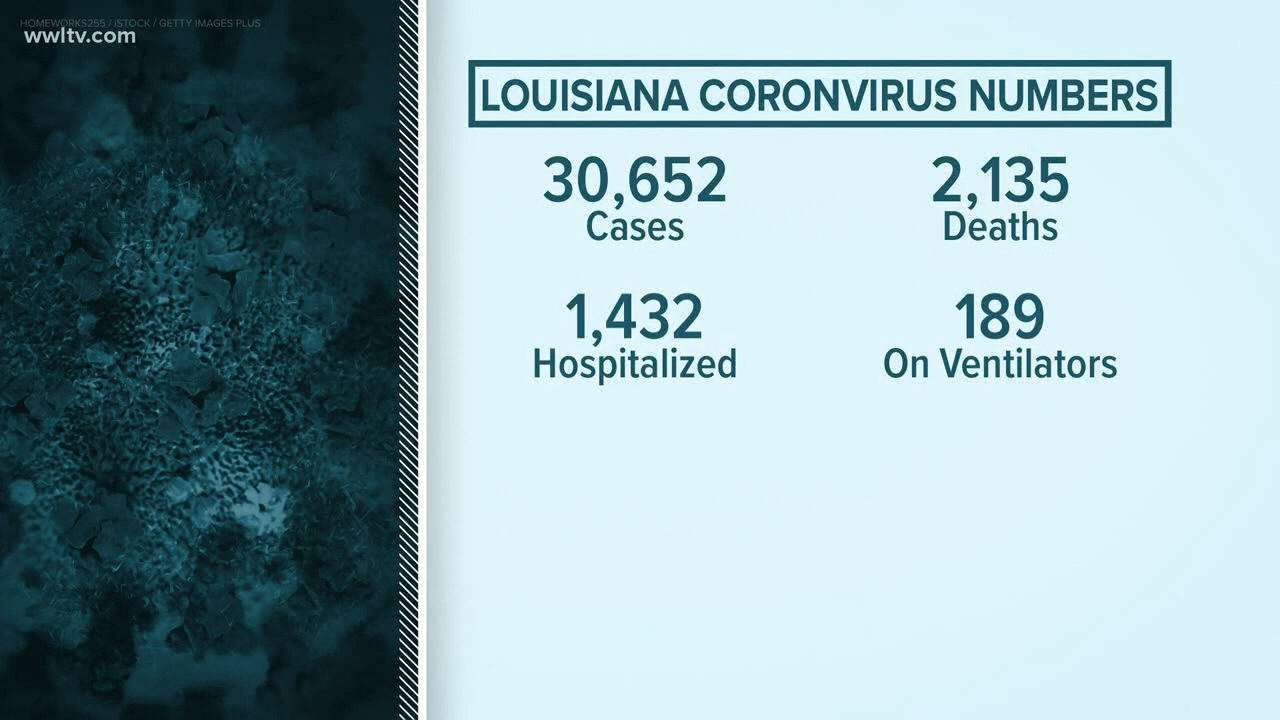 HOMEWORKS255 / iSTOCK / GETTY IMAGES PLUS
wwltv.com
LOUISIANA CORONVIRUS NUMBERS
30,652
Cases
2,135
Deaths
1,432
Hospitalized
189
On Ventilators